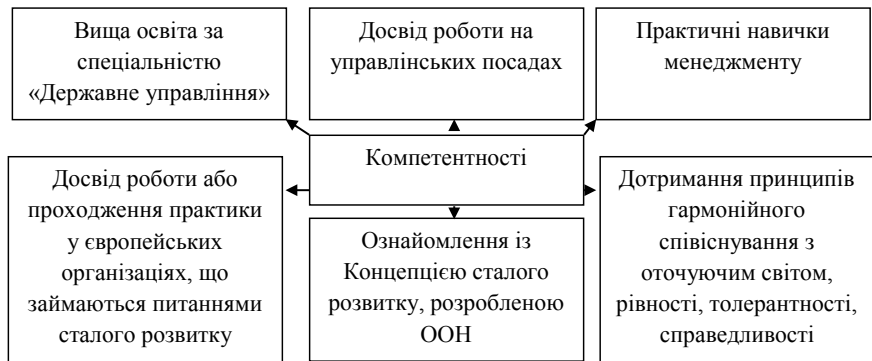 Вища освіта за
спеціальністю
«Державне управління»
Досвід роботи на
управлінських посадах
Практичні навички
менеджменту
Компетентності
Досвід роботи або
проходження практики
у європейських
організаціях, що
займаються питаннями
сталого розвитку
Ознайомлення із
Концепцією сталого
розвитку, розробленою
ООН
Дотримання принципів
гармонійного
співіснування з
оточуючим світом,
рівності, толерантності,
справедливості